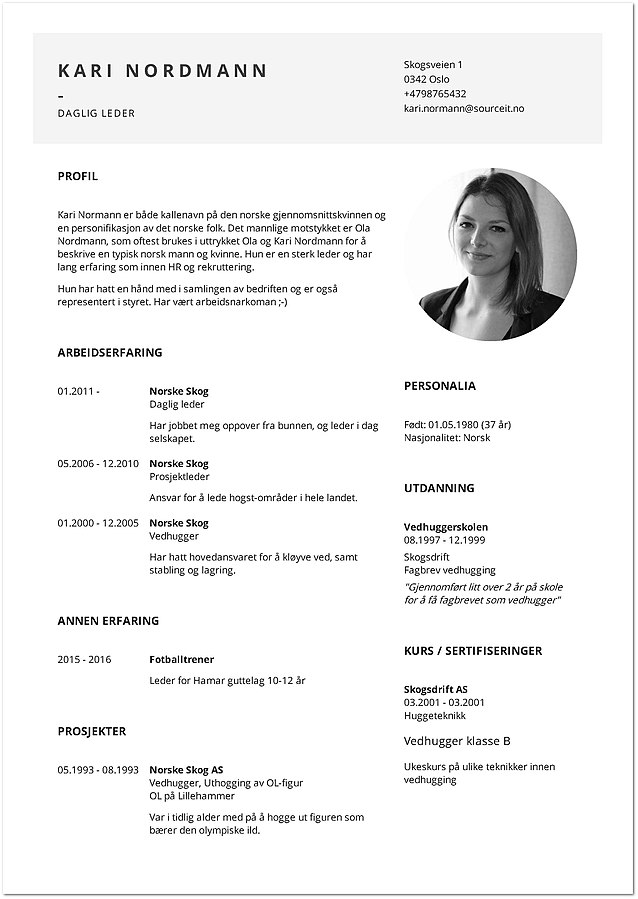 KARI NORDMANN
-
DAGLIG LEDER
Skogsveien 1
0342 Oslo
+4798765432
kari.normann@sourceit.no
PROFIL
Kari Normann er både kallenavn på den norske gjennomsnittskvinnen og
en personifikasjon av det norske folk. Det mannlige motstykket er Ola
Nordmann, som oftest brukes i uttrykket Ola og Kari Nordmann for å
beskrive en typisk norsk mann og kvinne. Hun er en sterk leder og har
lang erfaring som innen HR og rekruttering.
Hun har hatt en hånd med i samlingen av bedriften og er også
representert i styret. Har vært arbeidsnarkoman ;-)
ARBEIDSERFARING
01.2011 - Norske Skog
Daglig leder
Har jobbet meg oppover fra bunnen, og leder i dag
selskapet.
05.2006 - 12.2010 Norske Skog
Prosjektleder
Ansvar for å lede hogst-områder i hele landet.
01.2000 - 12.2005 Norske Skog
Vedhugger
Har hatt hovedansvaret for å kløyve ved, samt
stabling og lagring.
ANNEN ERFARING
2015 - 2016 Fotballtrener
Leder for Hamar guttelag 10-12 år
PROSJEKTER
05.1993 - 08.1993 Norske Skog AS
Vedhugger, Uthogging av OL-figur
OL på Lillehammer
Var i tidlig alder med på å hogge ut figuren som
bærer den olympiske ild.
PERSONALIA
Født: 01.05.1980 (37 år)
Nasjonalitet: Norsk
UTDANNING
Vedhuggerskolen
08.1997 - 12.1999
Skogsdrift
Fagbrev vedhugging
"Gjennomført litt over 2 år på skole
for å få fagbrevet som vedhugger"
KURS / SERTIFISERINGER
Skogsdrift AS
03.2001 - 03.2001
Huggeteknikk
Vedhugger klasse B
Ukeskurs på ulike teknikker innen
vedhugging